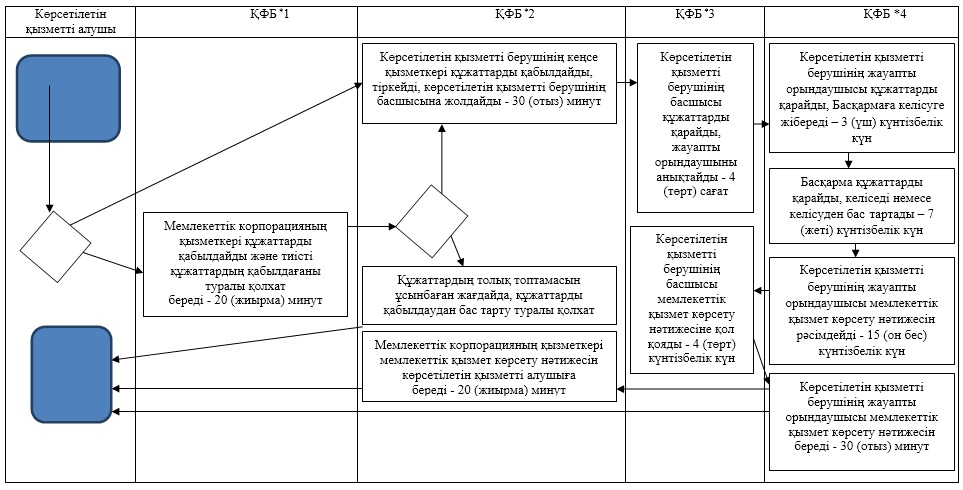 Көрсетілетін
қызметті алушы
ҚФБ *1
ҚФБ *2
ҚФБ *3
ҚФБ *4
Мемлекеттік корпорацияның
қызметкері құжаттарды
қабылдайды және тиісті
құжаттардың қабылдағаны
туралы қолхат
береді - 20 (жиырма) минут
Көрсетілетін қызметті берушінің кеңсе
қызметкері құжаттарды қабылдайды,
тіркейді, көрсетілетін қызметті берушінің
басшысына жолдайды - 30 (отыз) минут
Құжаттардың толық топтамасын
ұсынбаған жағдайда, құжаттарды
қабылдаудан бас тарту туралы қолхат
Мемлекеттік корпорацияның қызметкері
мемлекеттік қызмет көрсету нәтижесін
көрсетілетін қызметті алушыға
береді - 20 (жиырма) минут
Көрсетілетін
қызметті
берушінің
басшысы
құжаттарды
қарайды,
жауапты
орындаушыны
анықтайды - 4
(төрт) сағат
Көрсетілетін
қызметті
берушінің
басшысы
мемлекеттік
қызмет көрсету
нәтижесіне қол
қояды - 4 (төрт)
күнтізбелік күн
Көрсетілетін қызметті
берушінің жауапты
орындаушысы құжаттарды
қарайды, Басқармаға келісуге
жібереді – 3 (үш) күнтізбелік
күн
Басқарма құжаттарды
қарайды, келіседі немесе
келісуден бас тартады – 7
(жеті) күнтізбелік күн
Көрсетілетін қызметті
берушінің жауапты
орындаушысы мемлекеттік
қызмет көрсету нәтижесін
рәсімдейді - 15 (он бес)
күнтізбелік күн
Көрсетілетін қызметті
берушінің жауапты
орындаушысы мемлекеттік
қызмет көрсету нәтижесін
береді - 30 (отыз) минут